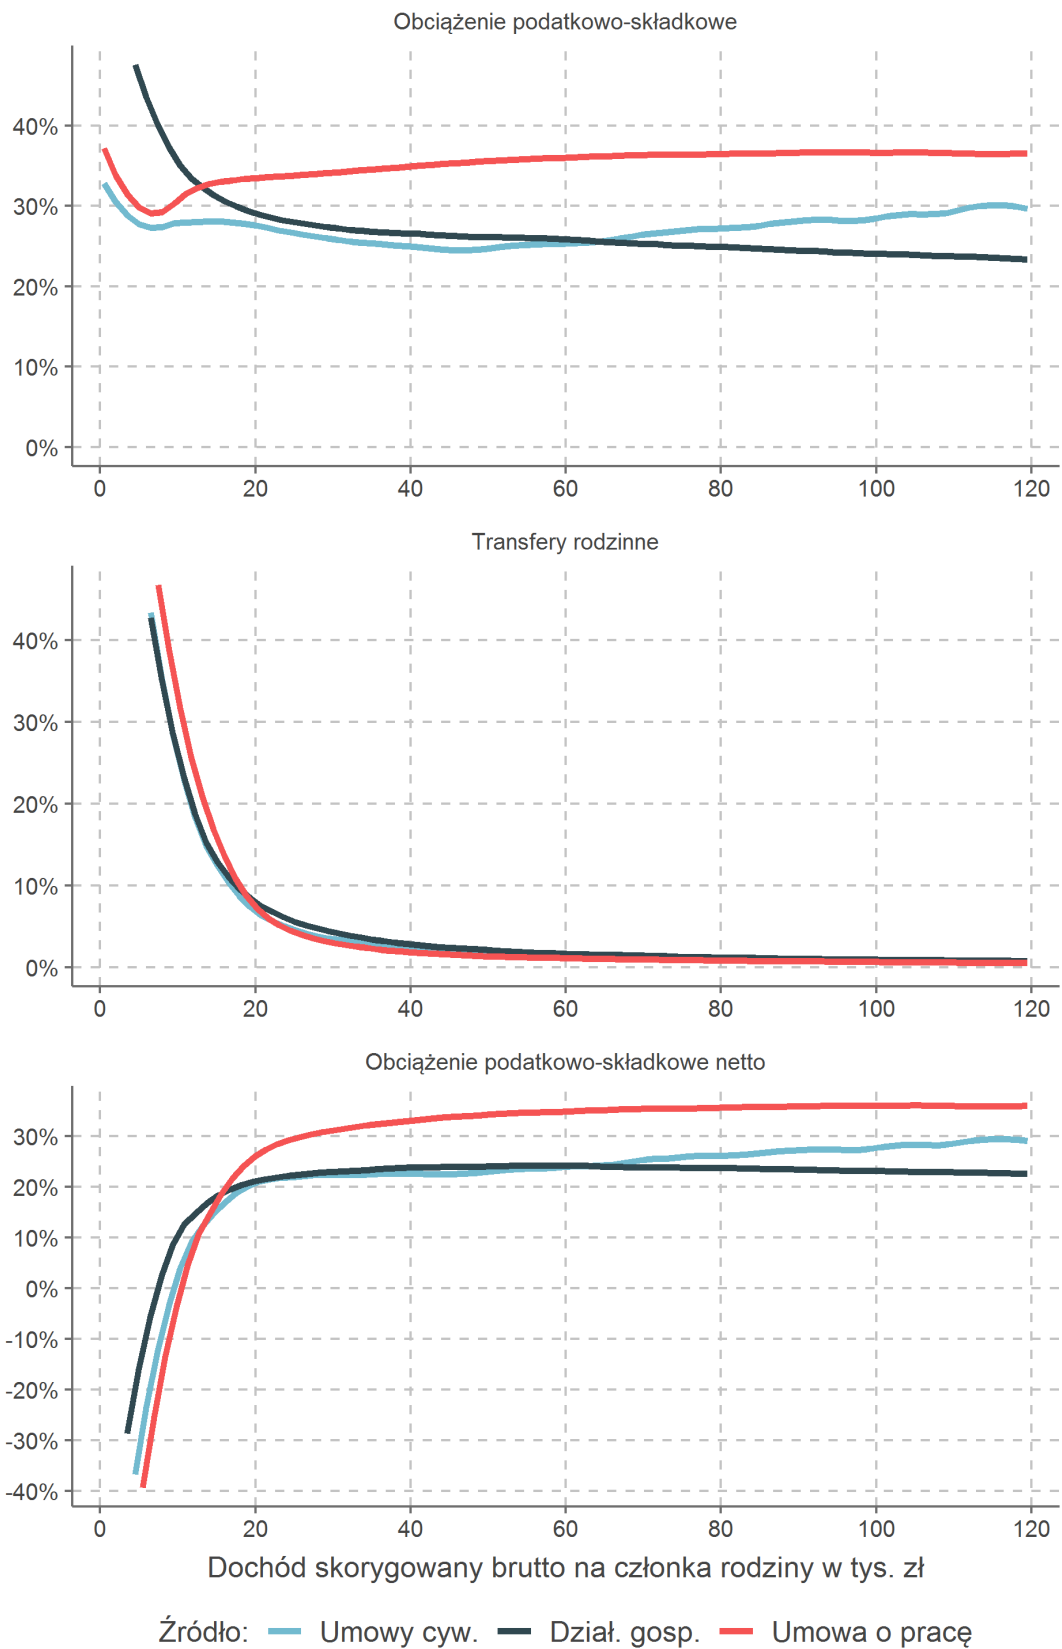 Obciążenie podatkowo-składkowe
40%
30%
20%
10%
0%
0 20 40 60 80 100 120
Transfery rodzinne
40%
30%
20%
10%
0%
0 20 40 60 80 100 120
Obciążenie podatkowo-składkowe netto
30%
20%
10%
0%
-10%
-20%
-30%
-40%
0 20 40 60 80 100 120
Dochód skorygowany brutto na członka rodziny w tys. zł
Źródło: Umowy cyw. Dział. gosp. Umowa o pracę